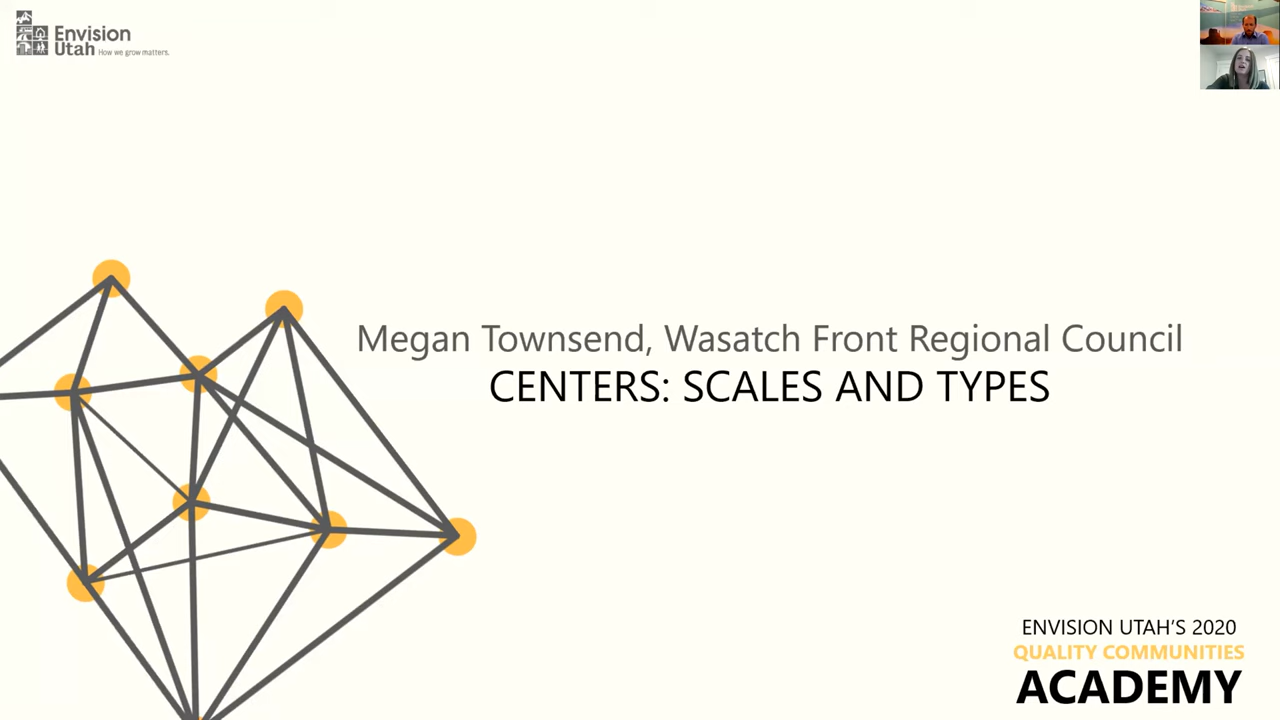 Envision
Utah How we grow matters.
Megan Townsend, Wasatch Front Regional Council
CENTERS: SCALES AND TYPES
ENVISION UTAH'S 2020
QUALITY COMMUNITIES
ACADEMY